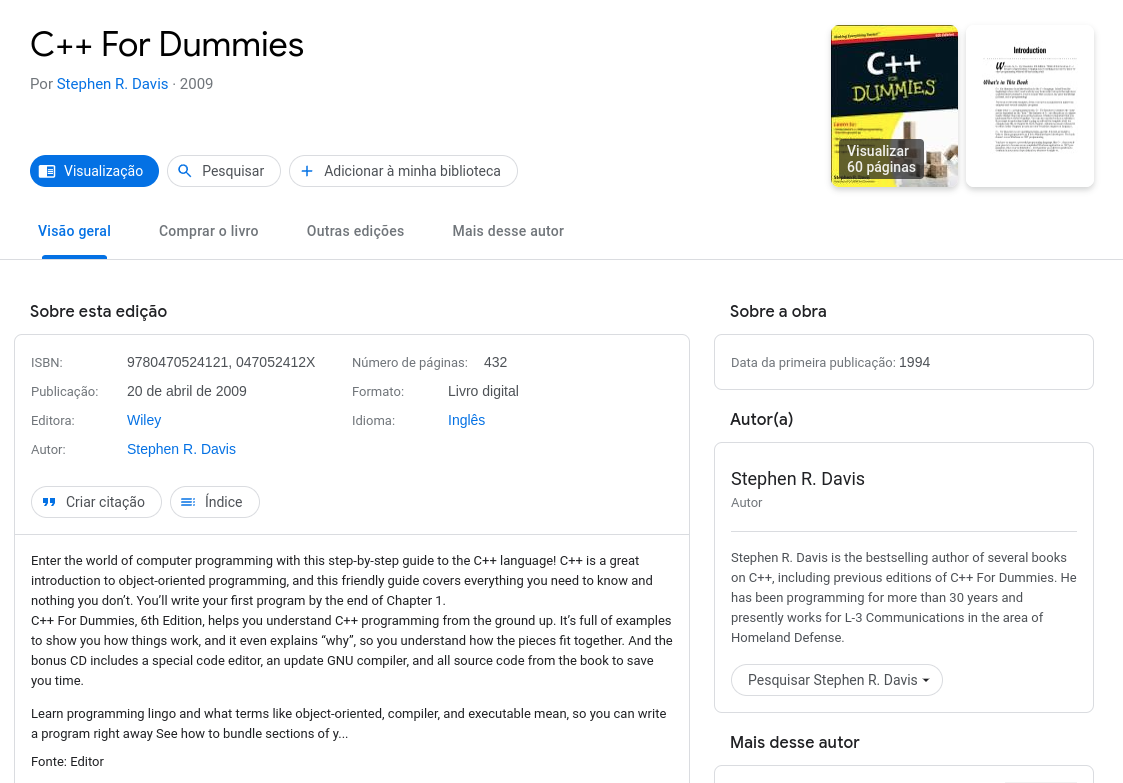 C++ For Dummies
Por Stephen R. Davis · 2009
Visualização
Pesquisar
Adicionar à minha biblioteca
Making Everything Easier!
C++
FOR
DUMMIES
Learn to:
Visualizar
60 páginas
Introduction
What's in This Book
Visão geral
Comprar o livro
Outras edições
Mais desse autor
Sobre esta edição
ISBN: 9780470524121, 047052412X
Número de páginas: 432
Publicação: 20 de abril de 2009
Formato: Livro digital
Editora: Wiley
Idioma: Inglês
Autor: Stephen R. Davis
Criar citação
Índice
Enter the world of computer programming with this step-by-step guide to the C++ language! C++ is a great
introduction to object-oriented programming, and this friendly guide covers everything you need to know and
nothing you don’t. You’ll write your first program by the end of Chapter 1.
C++ For Dummies, 6th Edition, helps you understand C++ programming from the ground up. It’s full of examples
to show you how things work, and it even explains “why”, so you understand how the pieces fit together. And the
bonus CD includes a special code editor, an update GNU compiler, and all source code from the book to save
you time.
Learn programming lingo and what terms like object-oriented, compiler, and executable mean, so you can write
a program right away See how to bundle sections of y...
Fonte: Editor
Sobre a obra
Data da primeira publicação: 1994
Autor(a)
Stephen R. Davis
Autor
Stephen R. Davis is the bestselling author of several books
on C++, including previous editions of C++ For Dummies. He
has been programming for more than 30 years and
presently works for L-3 Communications in the area of
Homeland Defense.
Pesquisar Stephen R. Davis
Mais desse autor